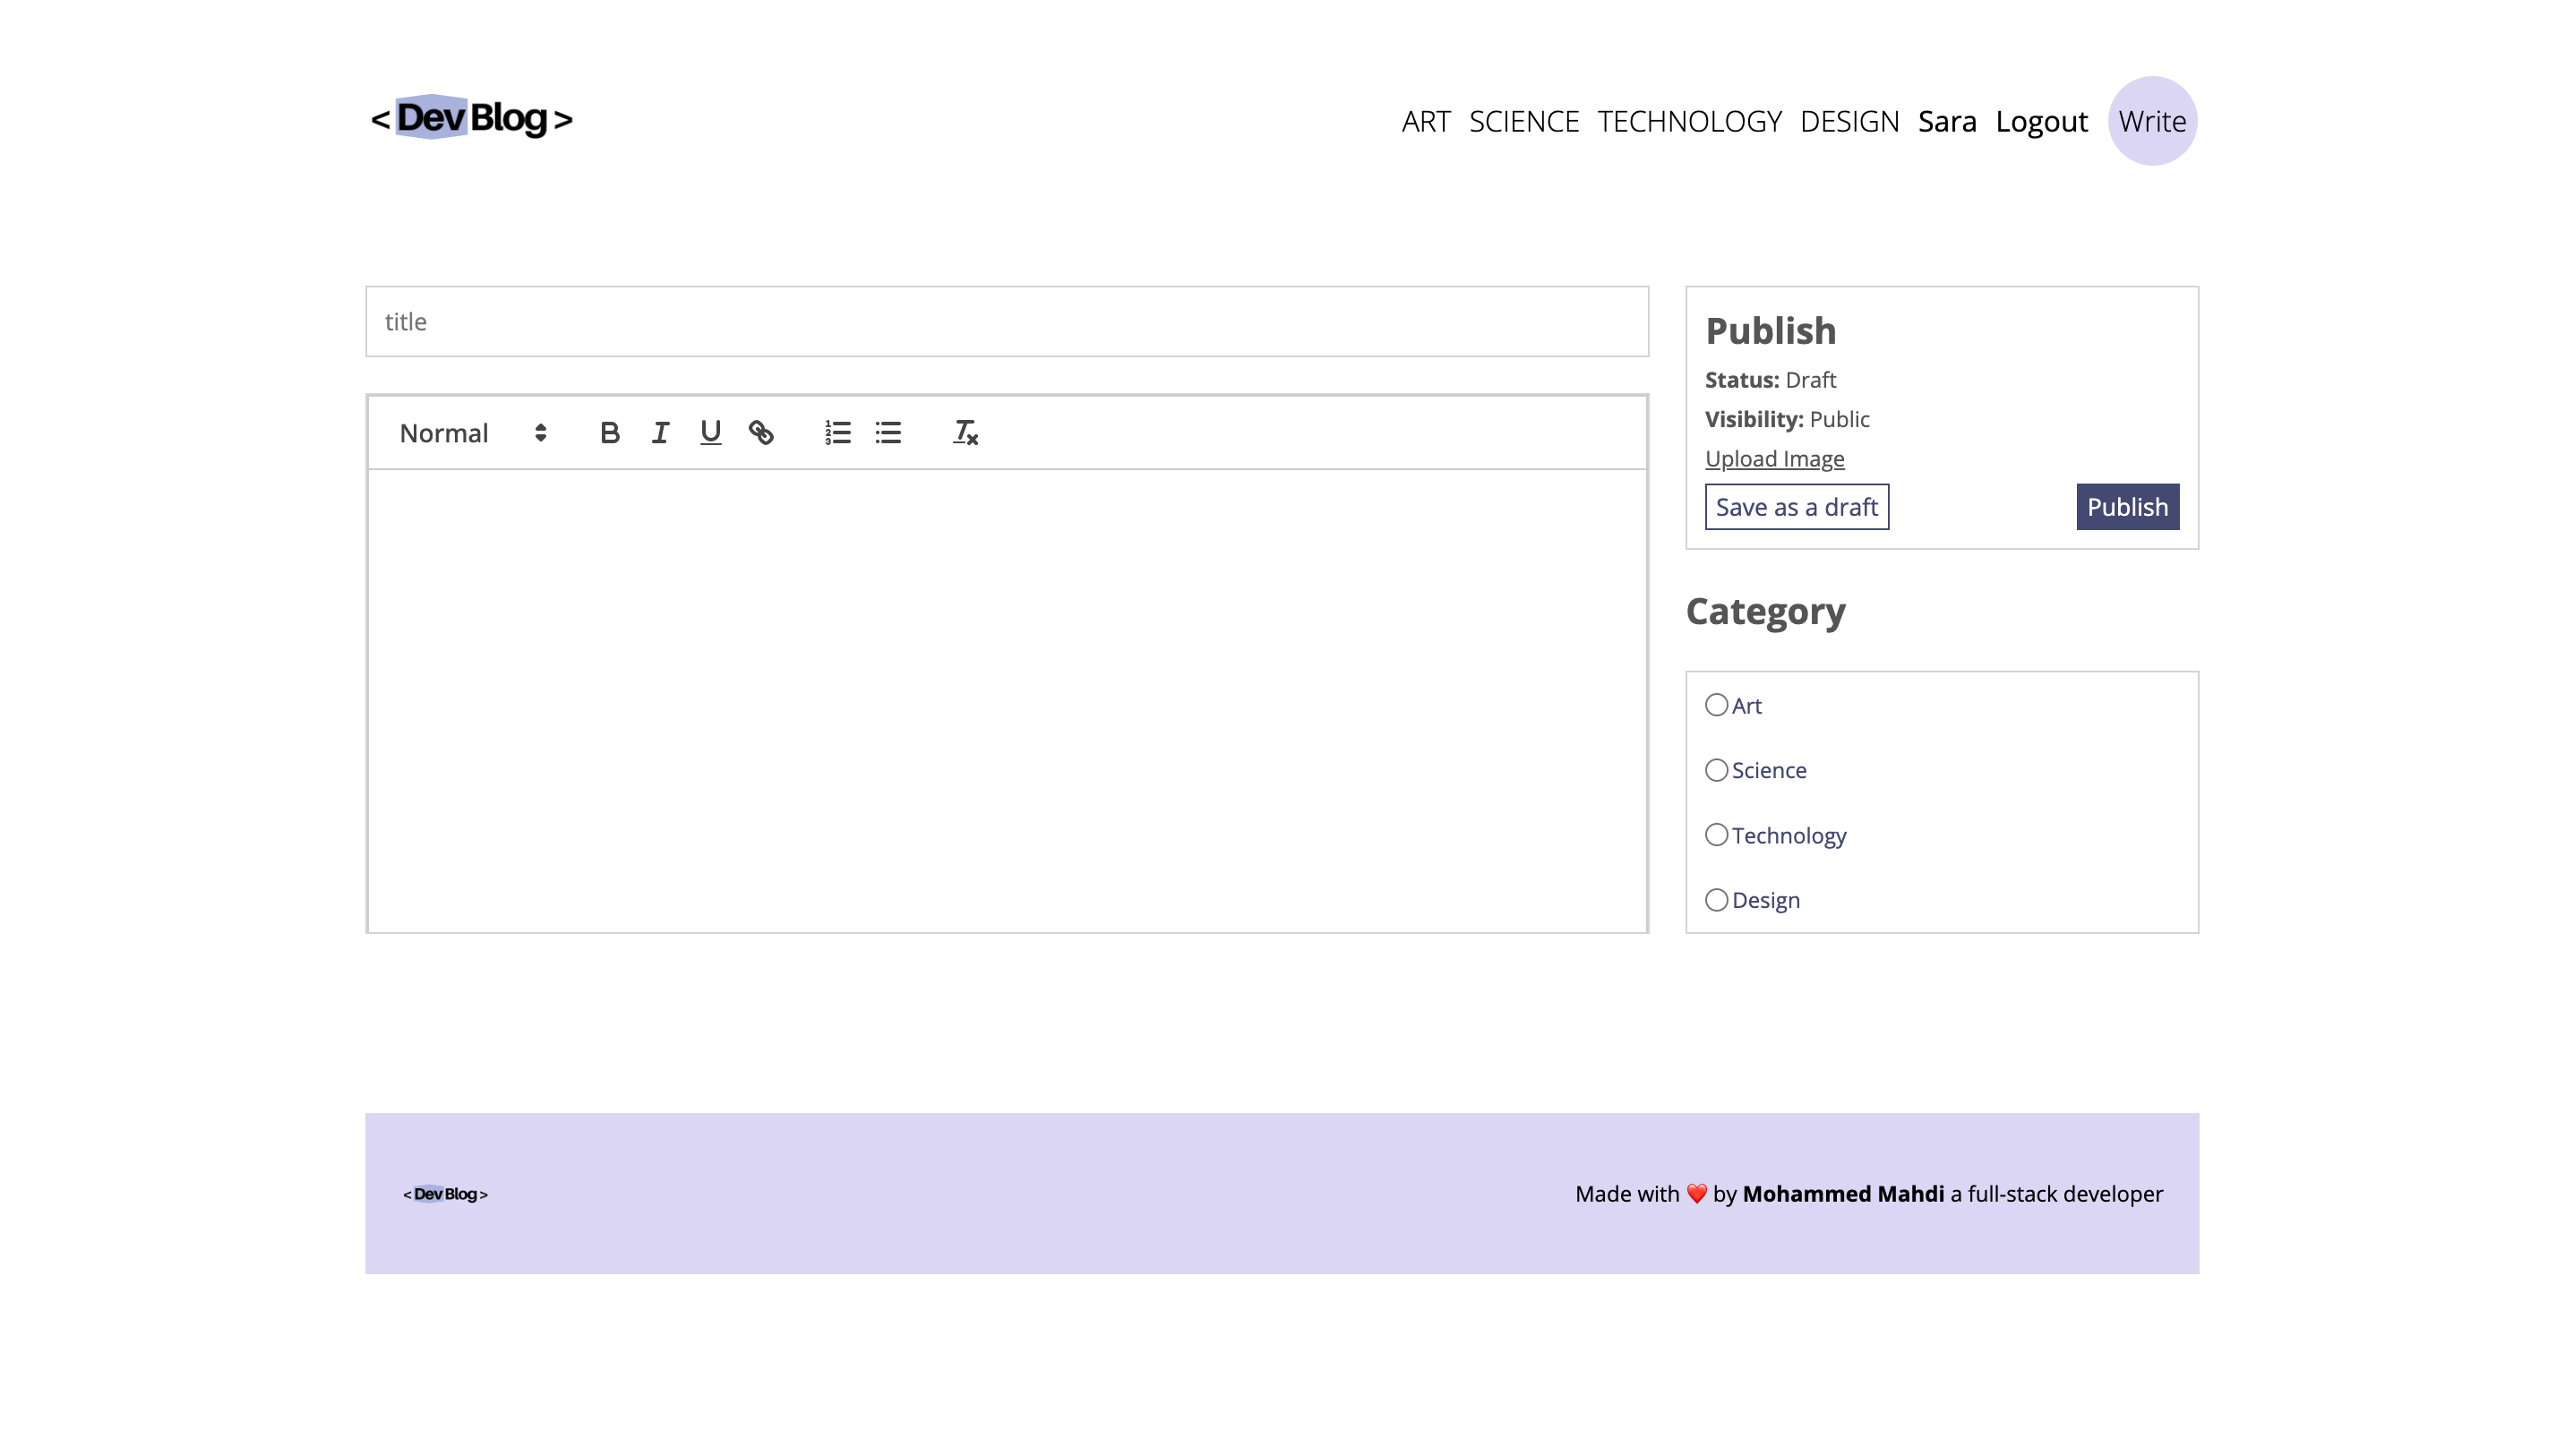 < Dev Blog >
ART SCIENCE TECHNOLOGY DESIGN Sara Logout Write
title
Normal
Publish
Status: Draft
Visibility: Public
Upload Image
Save as a draft Publish
Category
Art
Science
Technology
Design
< Dev Blog >
Made with ❤️ by Mohammed Mahdi a full-stack developer